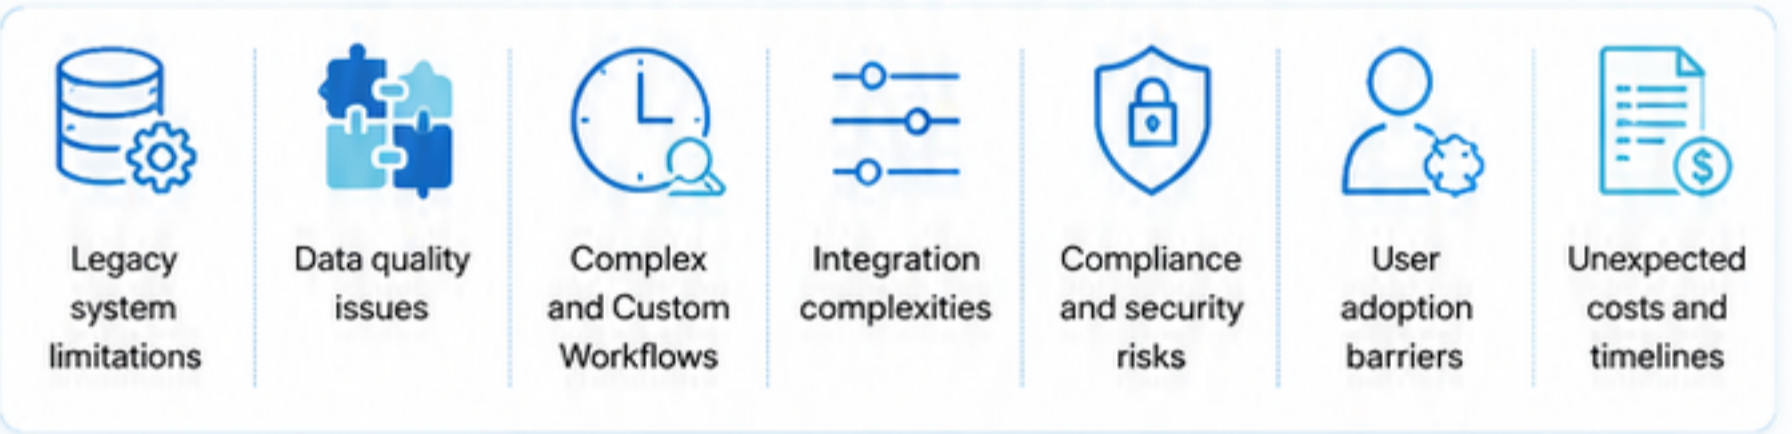 Legacy
system
limitations
Data quality
issues
Complex
and Custom
Workflows
Integration
complexities
Compliance
and security
risks
User
adoption
barriers
$
Unexpected
costs and
timelines